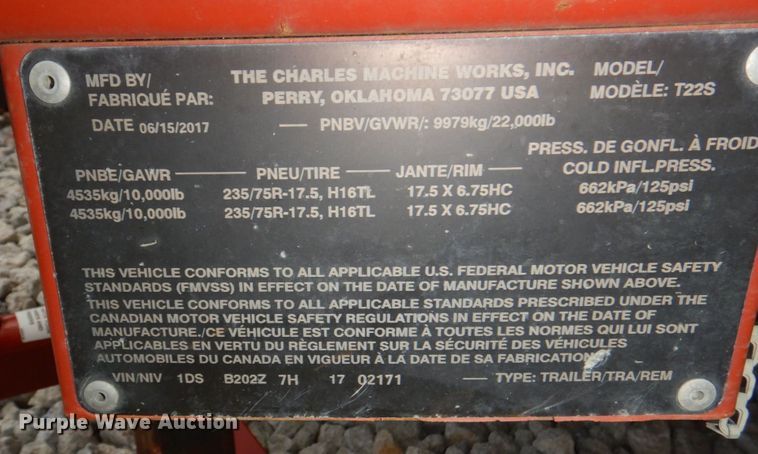 MFD BY/ THE CHARLES MACHINE WORKS, INC. MODEL/
FABRIQUÉ PAR: PERRY, OKLAHOMA 73077 USA MODÈLE: T22S
DATE 06/15/2017 PNBV/GVWR/: 9979kg/22,000lb
PRESS. DE GONFL. À FROID
PNBE/GAWR PNEU/TIRE JANTE/RIM COLD INFL.PRESS.
4535kg/10,000lb 235/75R-17.5, H16TL 17.5 X 6.75HC 662kPa/125psi
4535kg/10,000lb 235/75R-17.5, H16TL 17.5 X 6.75HC 662kPa/125psi
THIS VEHICLE CONFORMS TO ALL APPLICABLE U.S. FEDERAL MOTOR VEHICLE SAFETY
STANDARDS (FMVSS) IN EFFECT ON THE DATE OF MANUFACTURE SHOWN ABOVE.
THIS VEHICLE CONFORMS TO ALL APPLICABLE STANDARDS PRESCRIBED UNDER THE
CANADIAN MOTOR VEHICLE SAFETY REGULATIONS IN EFFECT ON THE DATE OF
MANUFACTURE./CE VÉHICULE EST CONFORME À TOUTES LES NORMES QUI LUI SONT
APPLICABLES EN VERTU DU RÈGLEMENT SUR LA SÉCURITÉ DES VÉHICULES
AUTOMOBILES DU CANADA EN VIGUEUR À LA DATE DE SA FABRICATION.
VIN/NIV 1DS B202Z 7H 17 02171 TYPE: TRAILER/TRA/REM
Purple Wave Auction